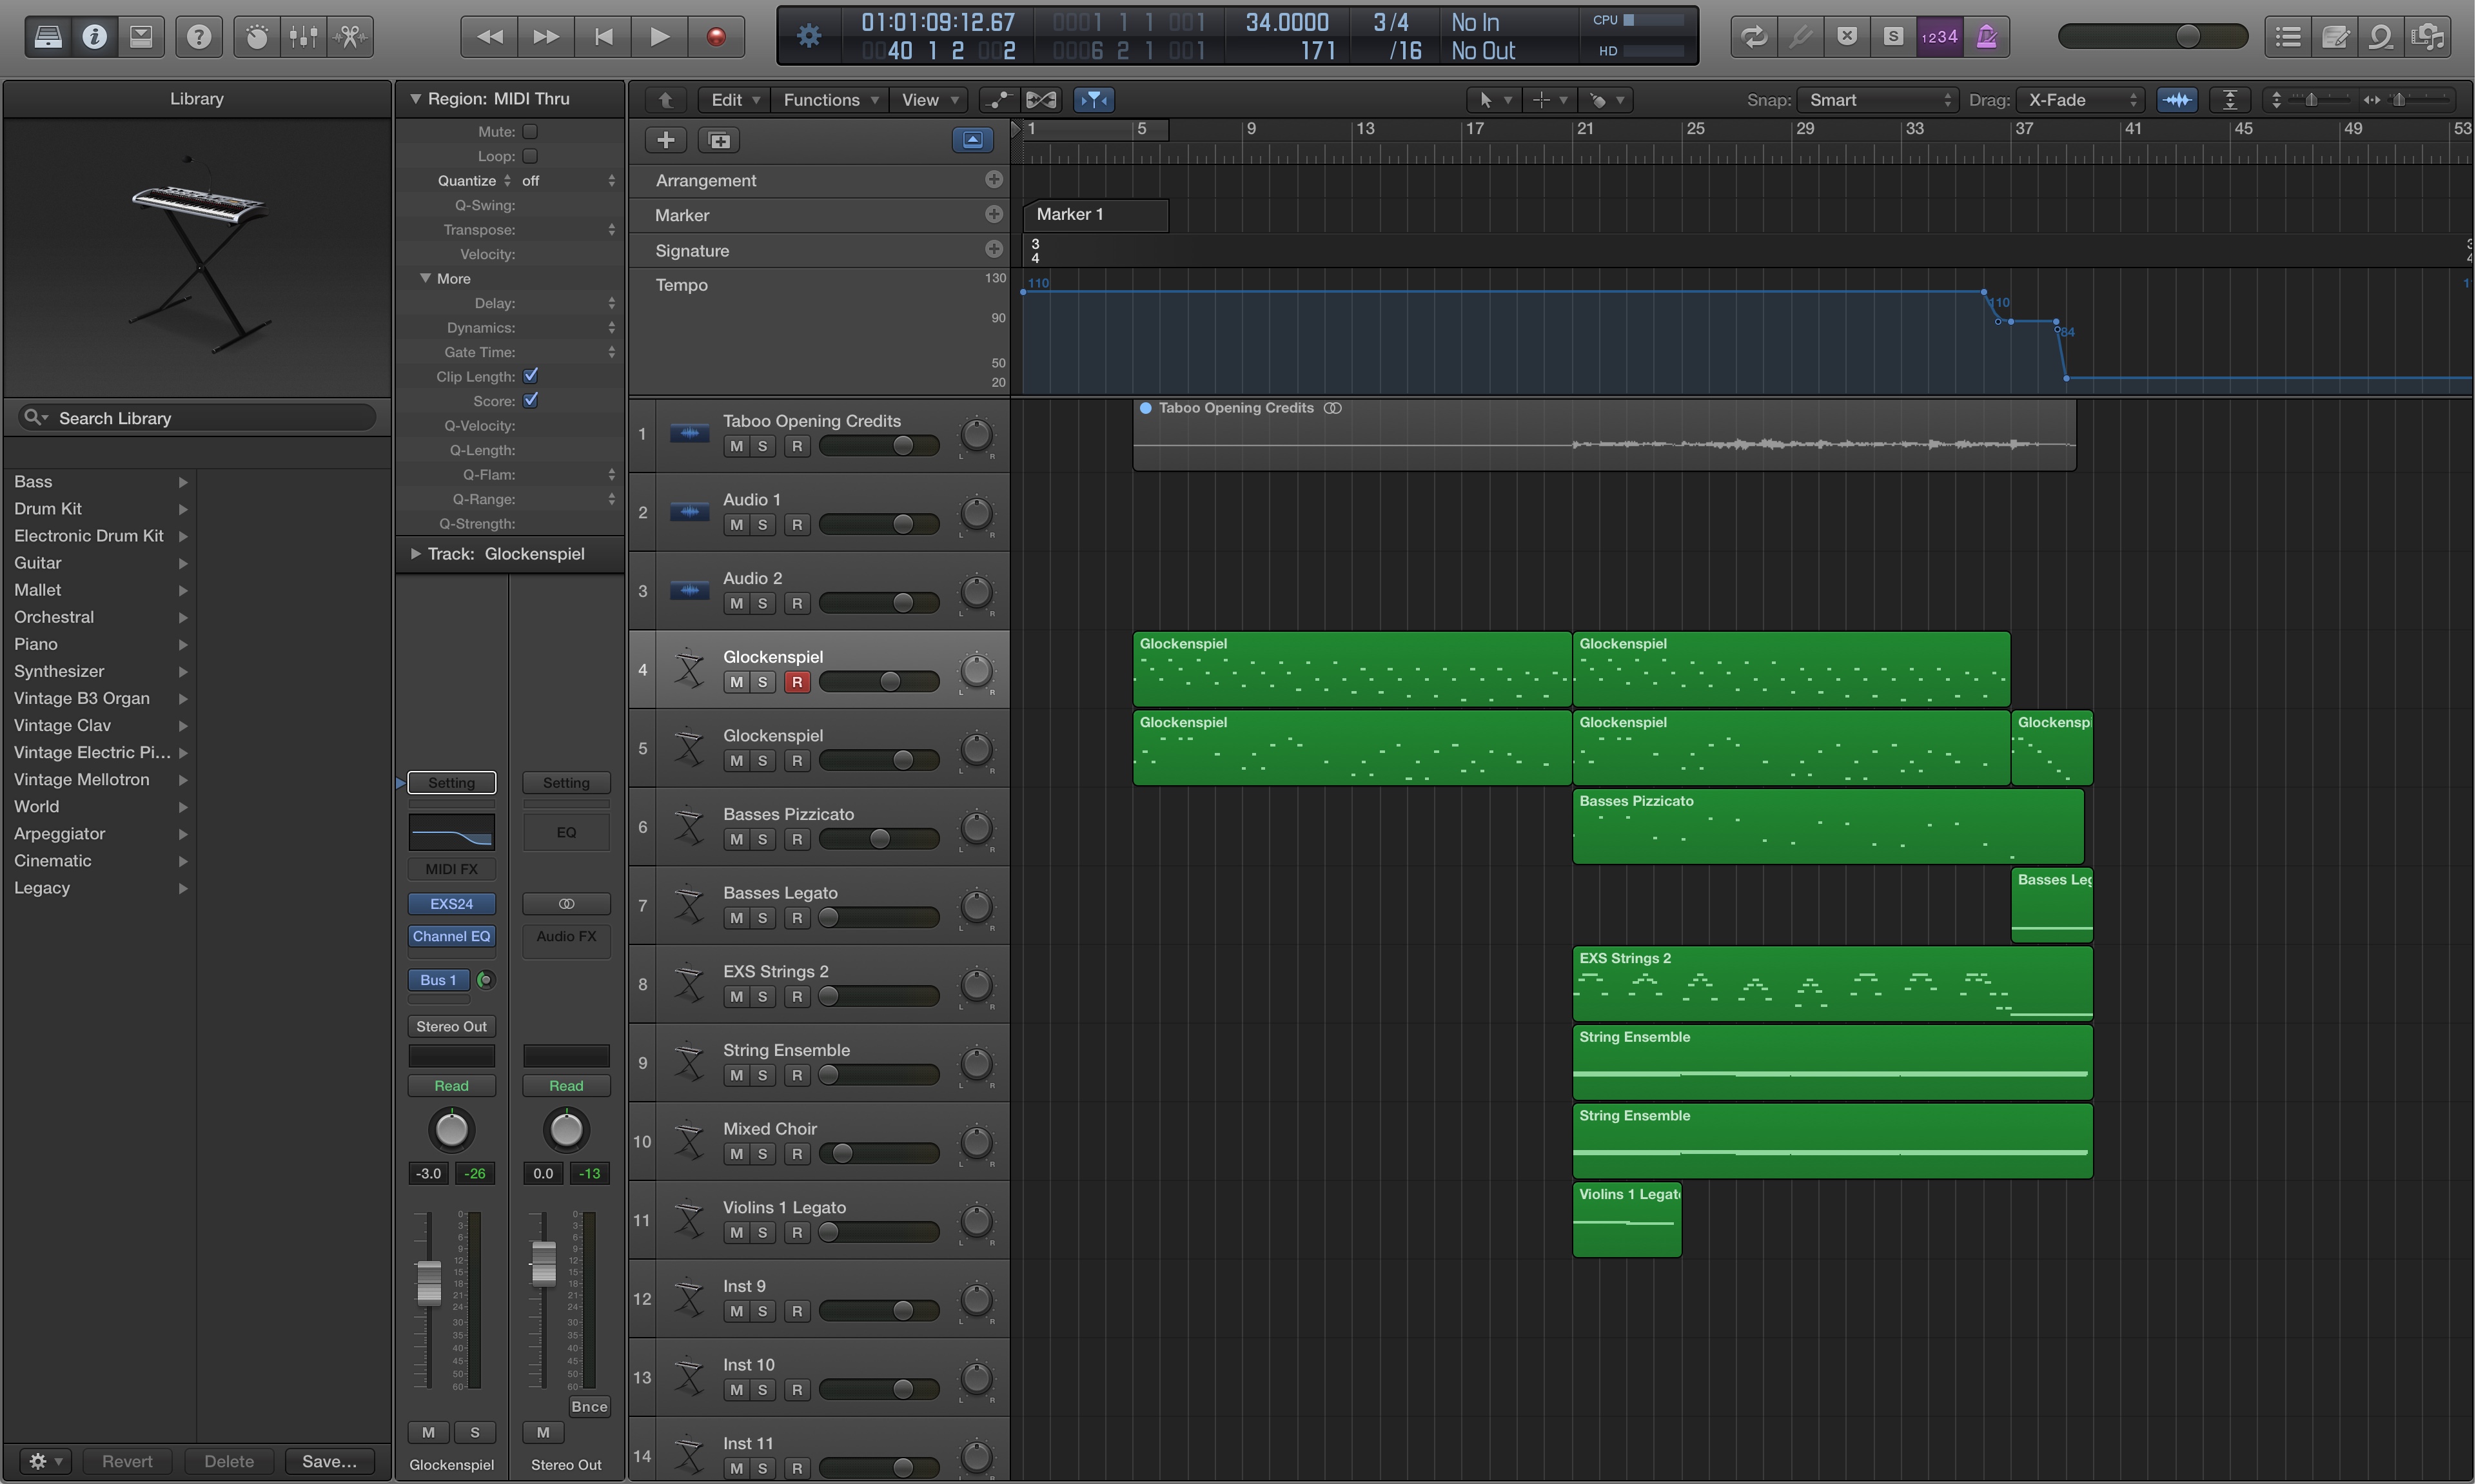 01:01:09:12.67
0001 1 1 001
34.0000
3/4
No In
CPU
0040 1 2 002
0006 2 1 001
171
/16
No Out
HD
S
1234
Library
Region: MIDI Thru
Edit
Functions
View
Snap: Smart
Drag: X-Fade
Mute:
Loop:
Quantize off
Q-Swing:
Transpose:
Velocity:
More
Delay:
Dynamics:
Gate Time:
Clip Length:
Score:
Q-Velocity:
Q-Length:
Q-Flam:
Q-Range:
Q-Strength:
Track: Glockenspiel
1 5 9 13 17 21 25 29 33 37 41 45 49 53
Arrangement
Marker
Marker 1
Signature
3
4
Tempo
130
90
50
20
110
110
84
Search Library
Bass
Drum Kit
Electronic Drum Kit
Guitar
Mallet
Orchestral
Piano
Synthesizer
Vintage B3 Organ
Vintage Clav
Vintage Electric Pi...
Vintage Mellotron
World
Arpeggiator
Cinematic
Legacy
Revert
Delete
Save...
Setting
MIDI FX
EXS24
Channel EQ
Bus 1
Stereo Out
Read
-3.0 -26
M S
Glockenspiel
Setting
EQ
Audio FX
Read
0.0 -13
Bnce
M
Stereo Out
1
Taboo Opening Credits
M S R
Taboo Opening Credits
2
Audio 1
M S R
3
Audio 2
M S R
4
Glockenspiel
M S R
Glockenspiel
Glockenspiel
5
Glockenspiel
M S R
Glockenspiel
Glockenspiel
Glockensp
6
Basses Pizzicato
M S R
Basses Pizzicato
7
Basses Legato
M S R
Basses Leg
8
EXS Strings 2
M S R
EXS Strings 2
9
String Ensemble
M S R
String Ensemble
10
Mixed Choir
M S R
String Ensemble
11
Violins 1 Legato
M S R
Violins 1 Legat
12
Inst 9
M S R
13
Inst 10
M S R
14
Inst 11
M S R